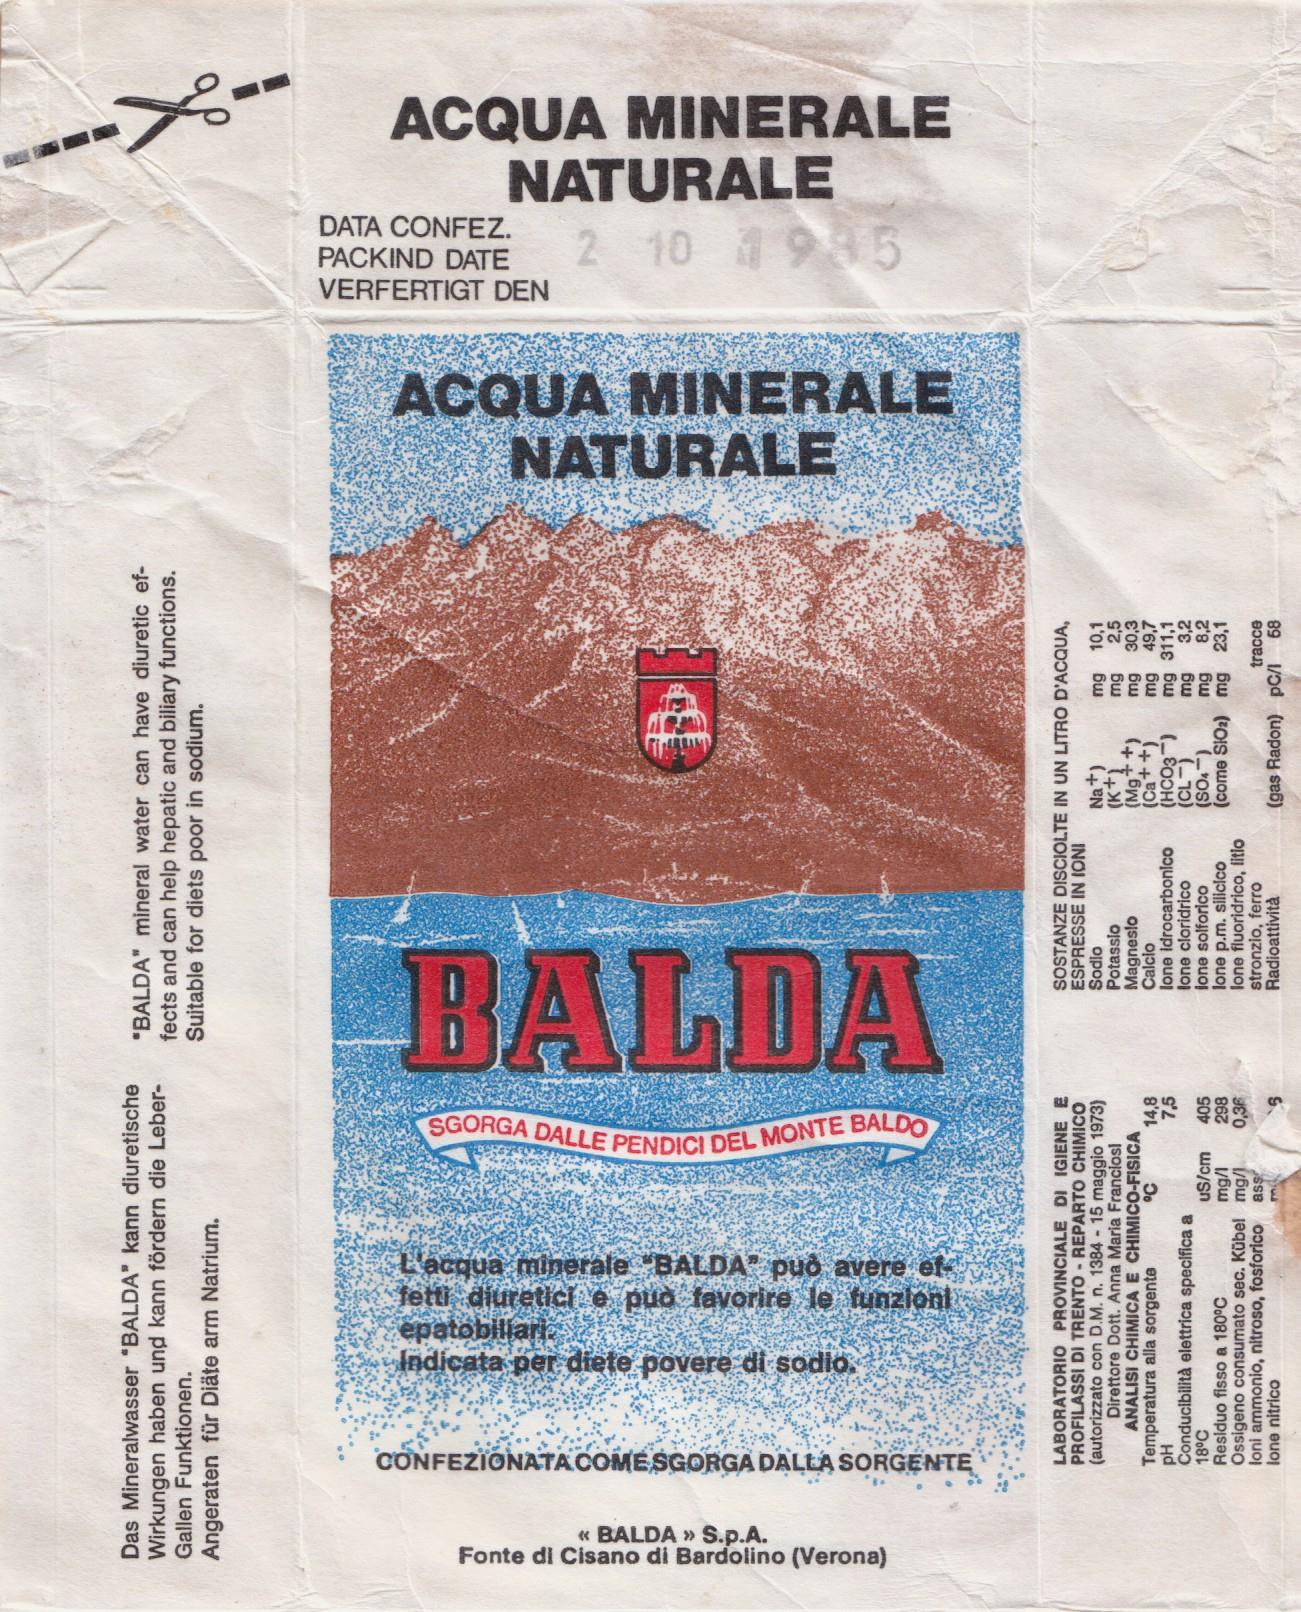 ACQUA MINERALE
NATURALE
DATA CONFEZ.
PACKIND DATE
VERFERTIGT DEN
2 10 1985
ACQUA MINERALE
NATURALE
BALDA
SGORGA DALLE PENDICI DEL MONTE BALDO
L'acqua minerale "BALDA" può avere ef-
fetti diuretici e può favorire le funzioni
epatobiliari.
Indicata per diete povere di sodio.
CONFEZIONATA COME SGORGA DALLA SORGENTE
« BALDA » S.p.A.
Fonte di Cisano di Bardolino (Verona)
Das Mineralwasser "BALDA" kann diuretische
Wirkungen haben und kann fördern die Leber-
Gallen Funktionen.
Angeraten für Diäte arm Natrium.
"BALDA" mineral water can have diuretic ef-
fects and can help hepatic and biliary functions.
Suitable for diets poor in sodium.
LABORATORIO PROVINCIALE DI IGIENE E
PROFILASSI DI TRENTO - REPARTO CHIMICO
(autorizzato con D.M. n. 1384 - 15 maggio 1973)
Direttore Dott. Anna Maria Franciosi
ANALISI CHIMICA E CHIMICO-FISICA
Temperatura alla sorgente °C 14,8
pH 7,5
Conducibilità elettrica specifica a
18°C uS/cm 405
Residuo fisso a 180°C mg/l 298
Ossigeno consumato sec. Kübel mg/l
Ioni ammonio, nitroso, fosforico
Ione nitrico
SOSTANZE DISCIOLTE IN UN LITRO D'ACQUA,
ESPRESSE IN IONI
Sodio Na+) mg 10,1
Potassio (K+) mg 2,5
Magnesio (Mg++) mg 30,3
Calcio (Ca++) mg 49,7
Ione idrocarbonico (HCO3−) mg 311,1
Ione cloridrico (CL−) mg 3,2
Ione solforico (SO4−) mg 8,2
Ione p.m. silicico (come SiO2) mg 23,1
Ione fluoridrico, litio
stronzio, ferro tracce
Radioattività (gas Radon) pC/l 58